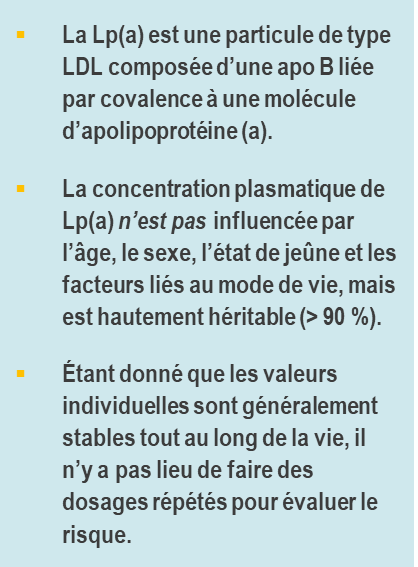 ▪ La Lp(a) est une particule de type
LDL composée d’une apo B liée
par covalence à une molécule
d’apolipoprotéine (a).
▪ La concentration plasmatique de
Lp(a) n’est pas influencée par
l’âge, le sexe, l’état de jeûne et les
facteurs liés au mode de vie, mais
est hautement héritable (> 90 %).
▪ Étant donné que les valeurs
individuelles sont généralement
stables tout au long de la vie, il
n’y a pas lieu de faire des
dosages répétés pour évaluer le
risque.